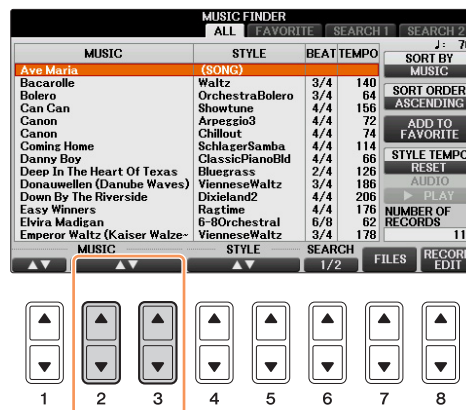 MUSIC FINDER
ALL FAVORITE SEARCH 1 SEARCH 2
MUSIC STYLE BEAT TEMPO
Ave Maria (SONG)
Bacarolle Waltz 3/4 140
Bolero OrchestraBolero 3/4 64
Can Can Showtune 4/4 156
Canon Arpeggio3 4/4 72
Canon Chillout 4/4 74
Coming Home SchlagerSamba 4/4 114
Danny Boy ClassicPianoBld 4/4 66
Deep In The Heart Of Texas Bluegrass 2/4 126
Donauwellen (Danube Waves) VienneseWaltz 3/4 186
Down By The Riverside Dixieland2 4/4 206
Easy Winners Ragtime 4/4 176
Elvira Madigan 6-8Orchestral 6/8 62
Emperor Waltz (Kaiser Walze~ VienneseWaltz 3/4 178
SORT BY
MUSIC
SORT ORDER
ASCENDING
ADD TO
FAVORITE
STYLE TEMPO
RESET
AUDIO
▶ PLAY
NUMBER OF
RECORDS
MUSIC STYLE SEARCH
▲▼ ▲▼ ▲▼ 1/2 FILES RECORD
EDIT
1 2 3 4 5 6 7 8